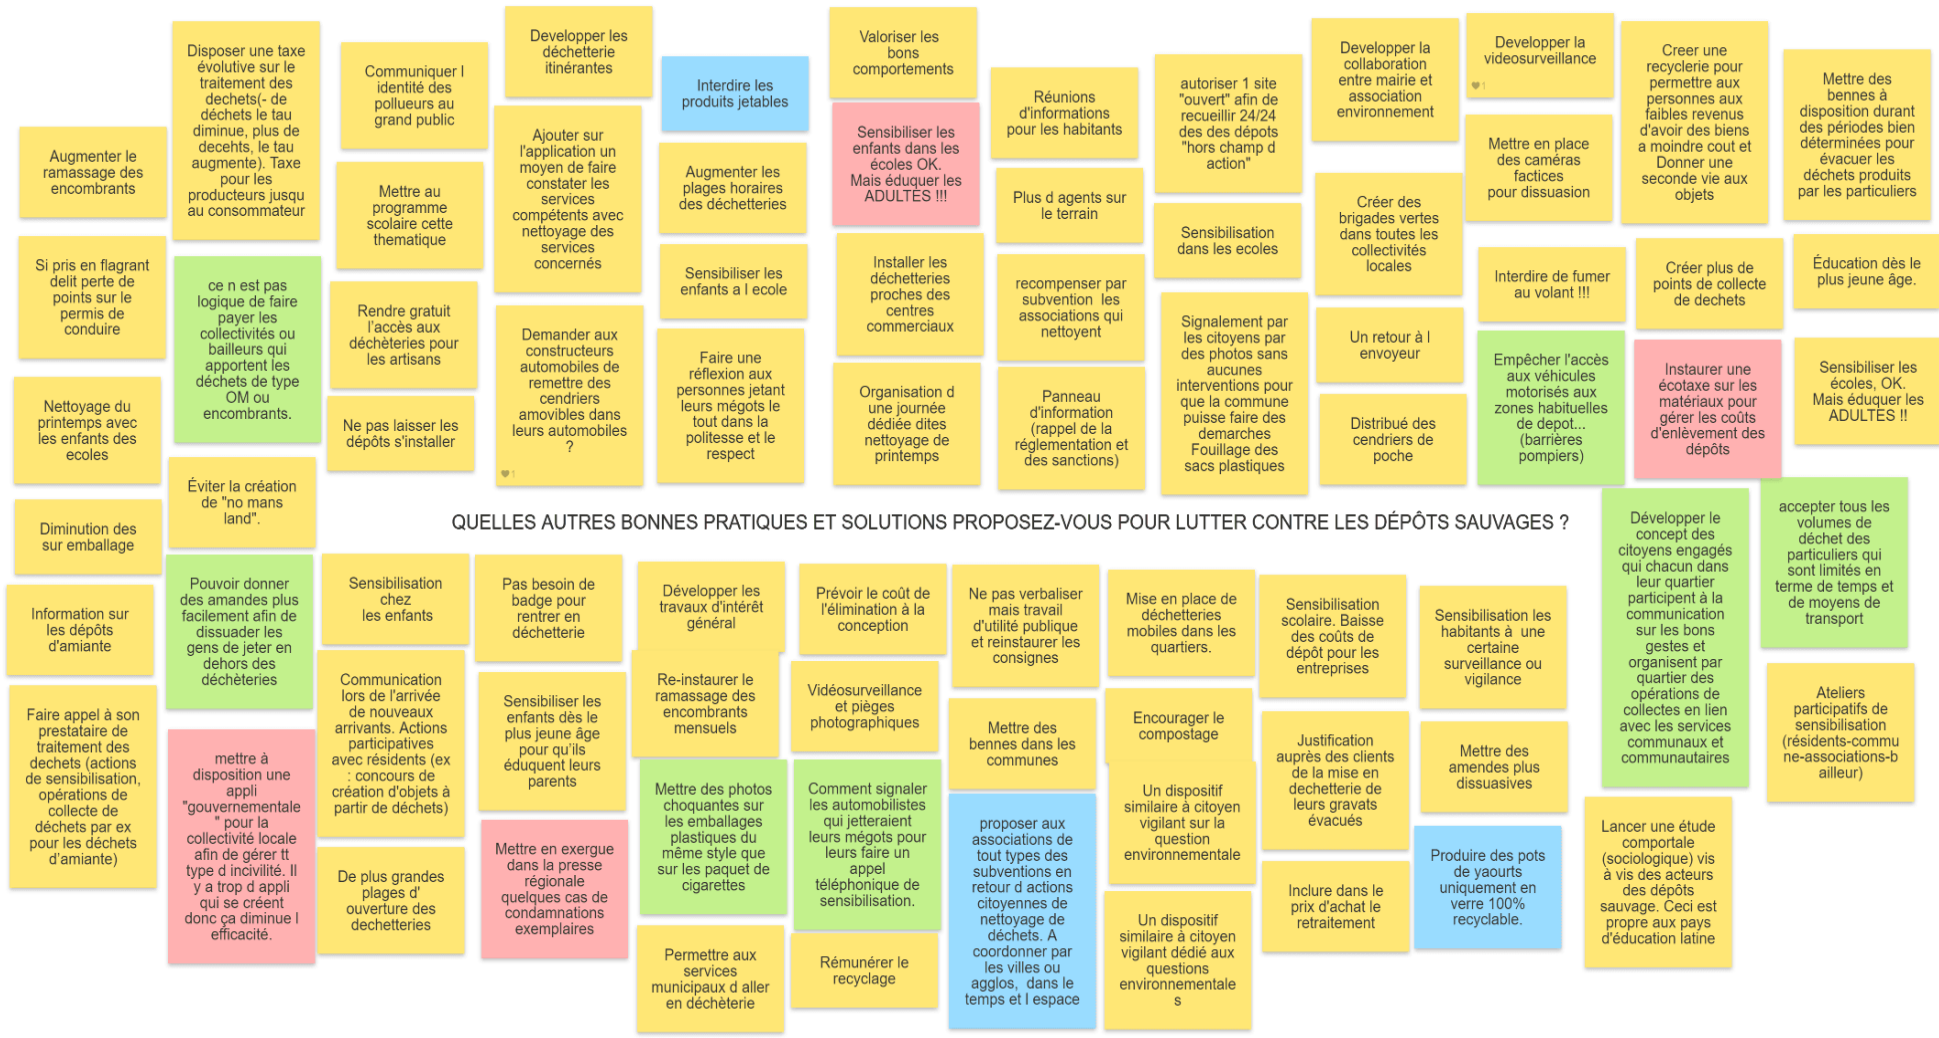 Augmenter le
ramassage des
encombrants
Si pris en flagrant
delit perte de
points sur le
permis de
conduire
Nettoyage du
printemps avec
les enfants des
ecoles
Diminution des
sur emballage
Information sur
les dépôts
d'amiante
Faire appel à son
prestataire de
traitement des
dechets (actions
de sensibilisation,
opérations de
collecte de
déchets par ex
pour les déchets
d'amiante)
Disposer une taxe
évolutive sur le
traitement des
dechets(- de
déchets le tau
diminue, plus de
decehts, le tau
augmente). Taxe
pour les
producteurs jusqu
au consommateur
ce n est pas
logique de faire
payer les
collectivités ou
bailleurs qui
apportent les
déchets de type
OM ou
encombrants.
Éviter la création
de "no mans
land".
Pouvoir donner
des amandes plus
facilement afin de
dissuader les
gens de jeter en
dehors des
déchèteries
mettre à
disposition une
appli
"gouvernementale
" pour la
collectivité locale
afin de gérer tt
type d incivilité. Il
y a trop d appli
qui se créent
donc ça diminue l
efficacité.
Communiquer l
identité des
pollueurs au
grand public
Mettre au
programme
scolaire cette
thematique
Rendre gratuit
l'accès aux
déchèteries pour
les artisans
Ne pas laisser les
dépôts s'installer
Developper les
déchetterie
itinérantes
Ajouter sur
l'application un
moyen de faire
constater les
services
compétents avec
nettoyage des
services
concernés
Demander aux
constructeurs
automobiles de
remettre des
cendriers
amovibles dans
leurs automobiles
?
1
Interdire les
produits jetables
Augmenter les
plages horaires
des déchetteries
Sensibiliser les
enfants a l ecole
Faire une
réflexion aux
personnes jetant
leurs mégots le
tout dans la
politesse et le
respect
Valoriser les
bons
comportements
Sensibiliser les
enfants dans les
écoles OK.
Mais éduquer les
ADULTES !!!
Installer les
déchetteries
proches des
centres
commerciaux
Organisation d
une journée
dédiée dites
nettoyage de
printemps
Réunions
d'informations
pour les habitants
Plus d agents sur
le terrain
recompenser par
subvention les
associations qui
nettoyent
Panneau
d'information
(rappel de la
réglementation et
des sanctions)
autoriser 1 site
"ouvert" afin de
recueillir 24/24
des des dépots
"hors champ d
action"
Sensibilisation
dans les ecoles
Signalement par
les citoyens par
des photos sans
aucunes
interventions pour
que la commune
puisse faire des
demarches
Fouillage des
sacs plastiques
Developper la
collaboration
entre mairie et
association
environnement
Créer des
brigades vertes
dans toutes les
collectivités
locales
Un retour à l
envoyeur
Distribué des
cendriers de
poche
Developper la
videosurveillance
1
Mettre en place
des caméras
factices
pour dissuasion
Interdire de fumer
au volant !!!
Empêcher l'accès
aux véhicules
motorisés aux
zones habituelles
de depot...
(barrières
pompiers)
Creer une
recyclerie pour
permettre aux
personnes aux
faibles revenus
d'avoir des biens
a moindre cout et
Donner une
seconde vie aux
objets
Créer plus de
points de collecte
de dechets
Instaurer une
écotaxe sur les
matériaux pour
gérer les coûts
d'enlèvement des
dépôts
Mettre des
bennes à
disposition durant
des périodes bien
déterminées pour
évacuer les
déchets produits
par les particuliers
Éducation dès le
plus jeune âge.
Sensibiliser les
écoles, OK.
Mais éduquer les
ADULTES !!
QUELLES AUTRES BONNES PRATIQUES ET SOLUTIONS PROPOSEZ-VOUS POUR LUTTER CONTRE LES DÉPÔTS SAUVAGES ?
Sensibilisation
chez
les enfants
Communication
lors de l'arrivée
de nouveaux
arrivants. Actions
participatives
avec résidents (ex
: concours de
création d'objets à
partir de déchets)
De plus grandes
plages d'
ouverture des
dechetteries
Pas besoin de
badge pour
rentrer en
déchetterie
Sensibiliser les
enfants dès le
plus jeune âge
pour qu'ils
éduquent leurs
parents
Mettre en exergue
dans la presse
régionale
quelques cas de
condamnations
exemplaires
Développer les
travaux d'intérêt
général
Re-instaurer le
ramassage des
encombrants
mensuels
Mettre des photos
choquantes sur
les emballages
plastiques du
même style que
sur les paquet de
cigarettes
Permettre aux
services
municipaux d aller
en déchèterie
Prévoir le coût de
l'élimination à la
conception
Vidéosurveillance
et pièges
photographiques
Comment signaler
les automobilistes
qui jetteraient
leurs mégots pour
leurs faire un
appel
téléphonique de
sensibilisation.
Rémunérer le
recyclage
Ne pas verbaliser
mais travail
d'utilité publique
et reinstaurer les
consignes
Mettre des
bennes dans les
communes
proposer aux
associations de
tout types des
subventions en
retour d actions
citoyennes de
nettoyage de
déchets. A
coordonner par
les villes ou
agglos, dans le
temps et l espace
Mise en place de
déchetteries
mobiles dans les
quartiers.
Encourager le
compostage
Un dispositif
similaire à citoyen
vigilant sur la
question
environnementale
Un dispositif
similaire à citoyen
vigilant dédié aux
questions
environnementale
s
Sensibilisation
scolaire. Baisse
des coûts de
dépôt pour les
entreprises
Justification
auprès des clients
de la mise en
dechetterie de
leurs gravats
évacués
Inclure dans le
prix d'achat le
retraitement
Sensibilisation les
habitants à une
certaine
surveillance ou
vigilance
Mettre des
amendes plus
dissuasives
Produire des pots
de yaourts
uniquement en
verre 100%
recyclable.
Développer le
concept des
citoyens engagés
qui chacun dans
leur quartier
participent à la
communication
sur les bons
gestes et
organisent par
quartier des
opérations de
collectes en lien
avec les services
communaux et
communautaires
Lancer une étude
comportale
(sociologique) vis
à vis des acteurs
des dépôts
sauvage. Ceci est
propre aux pays
d'éducation latine
accepter tous les
volumes de
déchet des
particuliers qui
sont limités en
terme de temps et
de moyens de
transport
Ateliers
participatifs de
sensibilisation
(résidents-commu
ne-associations-b
ailleur)